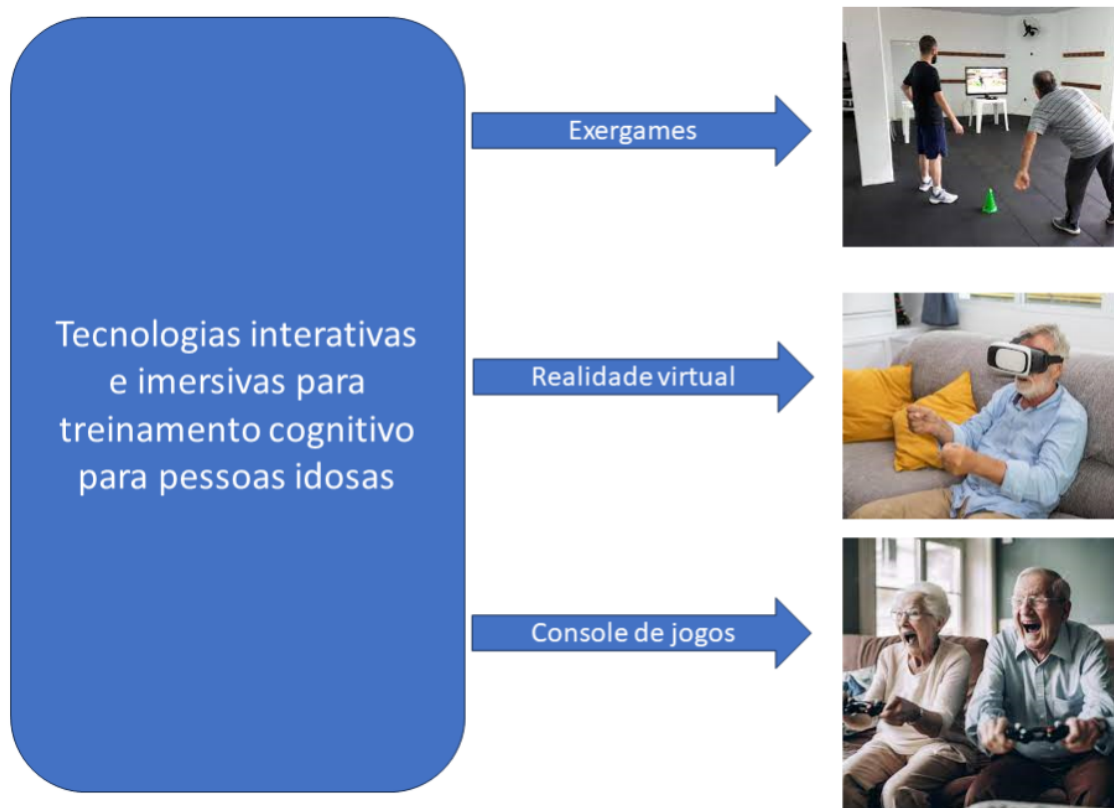 Tecnologias interativas
e imersivas para
treinamento cognitivo
para pessoas idosas
Exergames
Realidade virtual
Console de jogos